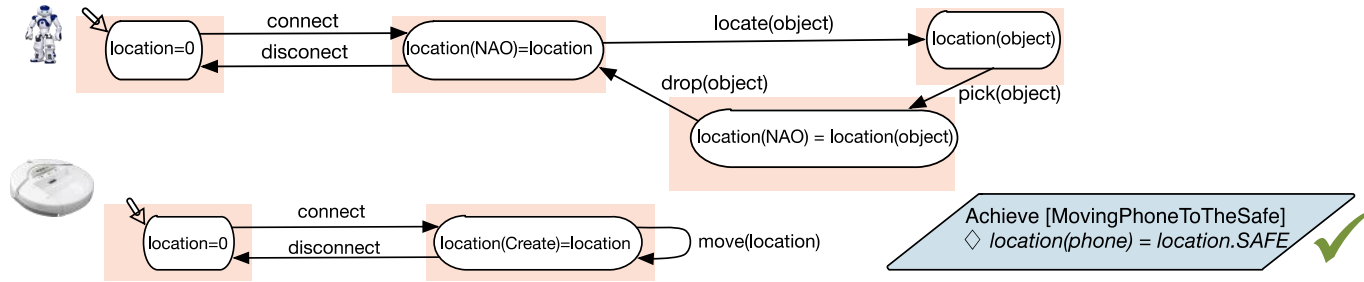 connect
locate(object)
location=0
location(NAO)=location
location(object)
disconect
drop(object)
pick(object)
location(NAO) = location(object)
connect
Achieve [MovingPhoneToTheSafe]
location=0
location(Create)=location
move(location)
◇ location(phone) = location.SAFE
disconnect